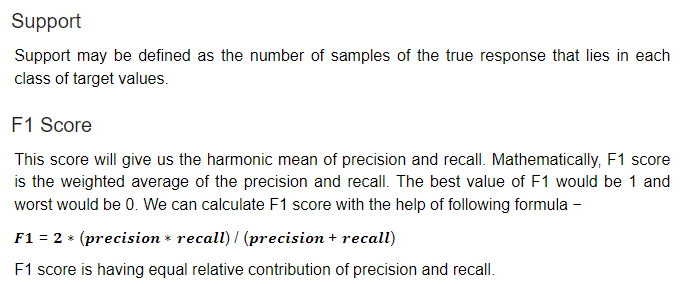 Support
Support may be defined as the number of samples of the true response that lies in each
class of target values.
F1 Score
This score will give us the harmonic mean of precision and recall. Mathematically, F1 score
is the weighted average of the precision and recall. The best value of F1 would be 1 and
worst would be 0. We can calculate F1 score with the help of following formula −
F1 = 2 ∗ (precision ∗ recall) / (precision + recall)
F1 score is having equal relative contribution of precision and recall.